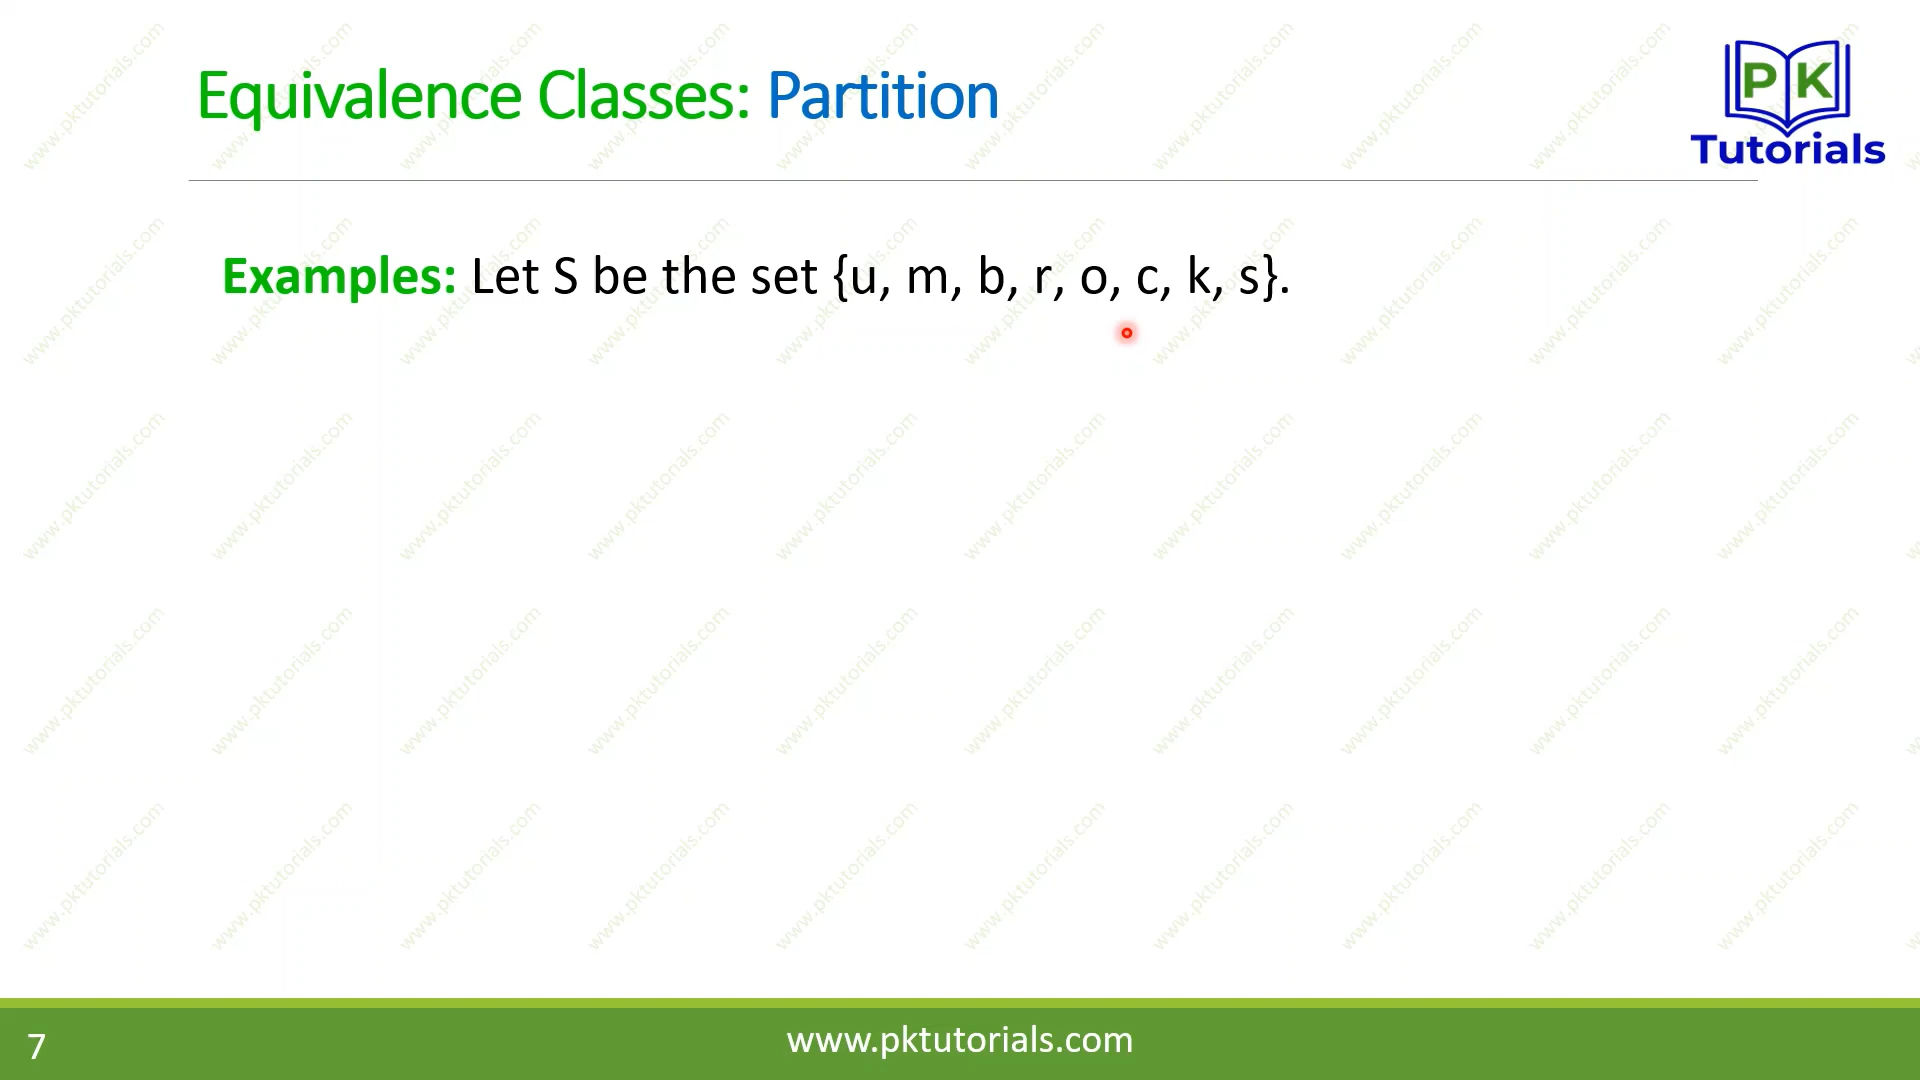 Equivalence Classes: Partition
PK
Tutorials
Examples: Let S be the set {u, m, b, r, o, c, k, s}.
7
www.pktutorials.com